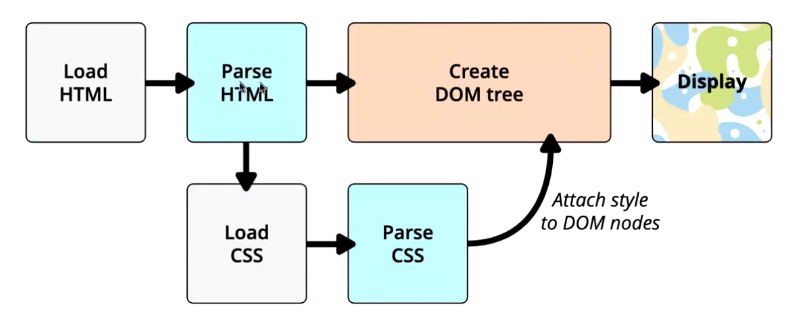 Load
HTML
Parse
HTML
Create
DOM tree
Display
Load
CSS
Parse
CSS
Attach style
to DOM nodes